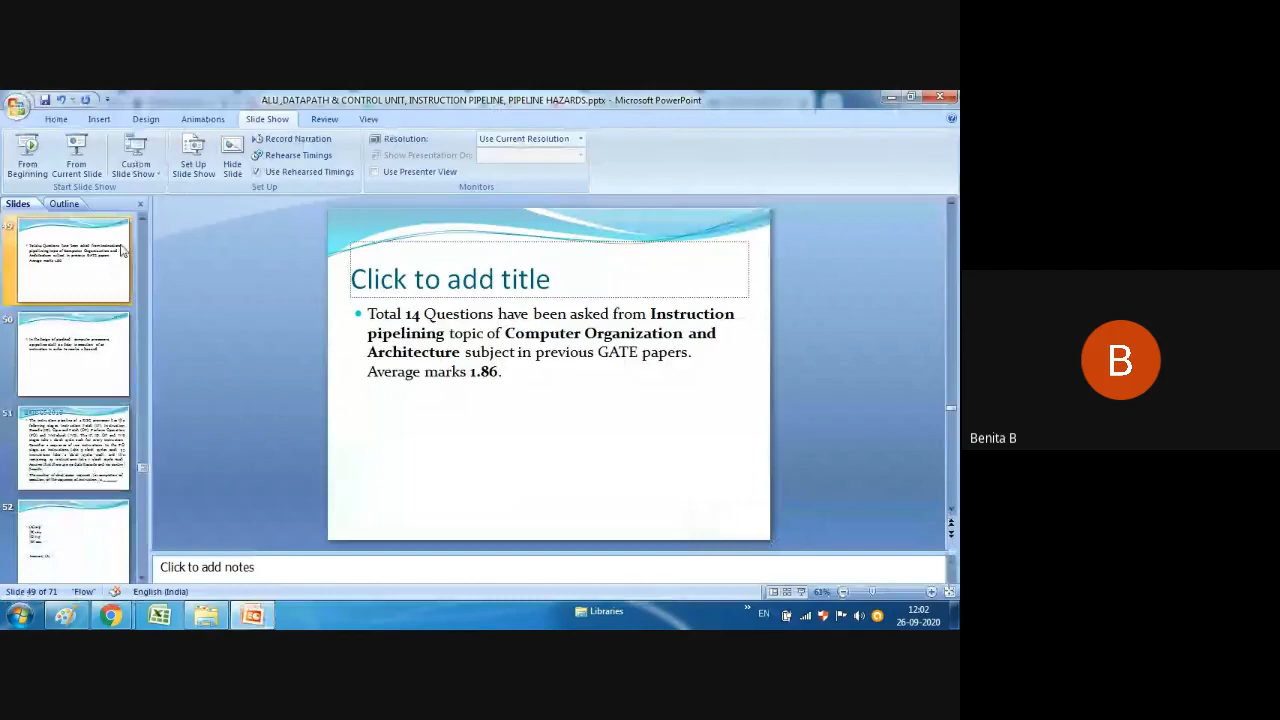 ALU ,DATAPATH & CONTROL UNIT, INSTRUCTION PIPELINE, PIPELINE HAZARDS.pptx - Microsoft PowerPoint
Home Insert Design Animations Slide Show Review View
From Beginning
From Current Slide
Custom Slide Show
Start Slide Show
Set Up Slide Show
Hide Slide
Record Narration
Rehearse Timings
Use Rehearsed Timings
Set Up
Resolution: Use Current Resolution
Show Presentation On:
Use Presenter View
Monitors
Slides Outline
49
50
51
52
Click to add title
Total 14 Questions have been asked from Instruction
pipelining topic of Computer Organization and
Architecture subject in previous GATE papers.
Average marks 1.86.
Click to add notes
Slide 49 of 71 "Flow" English (India) 61%
Libraries EN 12:02
26-09-2020
B
Benita B